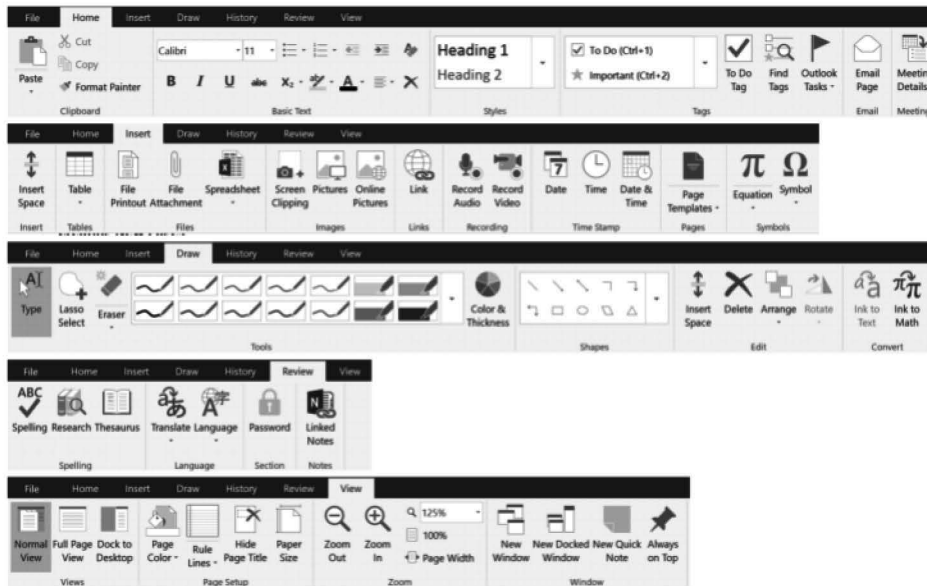 File Home Insert Draw History Review View
Cut
Calibri 11 Heading 1 To Do (Ctrl+1)
Copy
Paste Format Painter B I U abc X₂ A Heading 2 Important (Ctrl+2) To Do Tag Find Tags Outlook Tasks Email Page Meetin Details
Clipboard Basic Text Styles Tags Email Meeting
File Home Insert Draw History Review View
Insert Space Table File Printout File Attachment Spreadsheet Screen Clipping Pictures Online Pictures Link Record Audio Record Video Date Time Date & Time Page Templates Equation Symbol
Insert Tables Files Images Links Recording Time Stamp Pages Symbols
File Home Insert Draw History Review View
Type Lasso Select Eraser Color & Thickness Insert Space Delete Arrange Rotate Ink to Text Ink to Math
Tools Shapes Edit Convert
File Home Insert Draw History Review View
ABC
Spelling Research Thesaurus Translate Language Password Linked Notes
Spelling Language Section Notes
File Home Insert Draw History Review View
125%
100%
Normal View Full Page View Dock to Desktop Page Color Rule Lines Hide Page Title Paper Size Zoom Out Zoom In Page Width New Window New Docked Window New Quick Note Always on Top
Views Page Setup Zoom Window